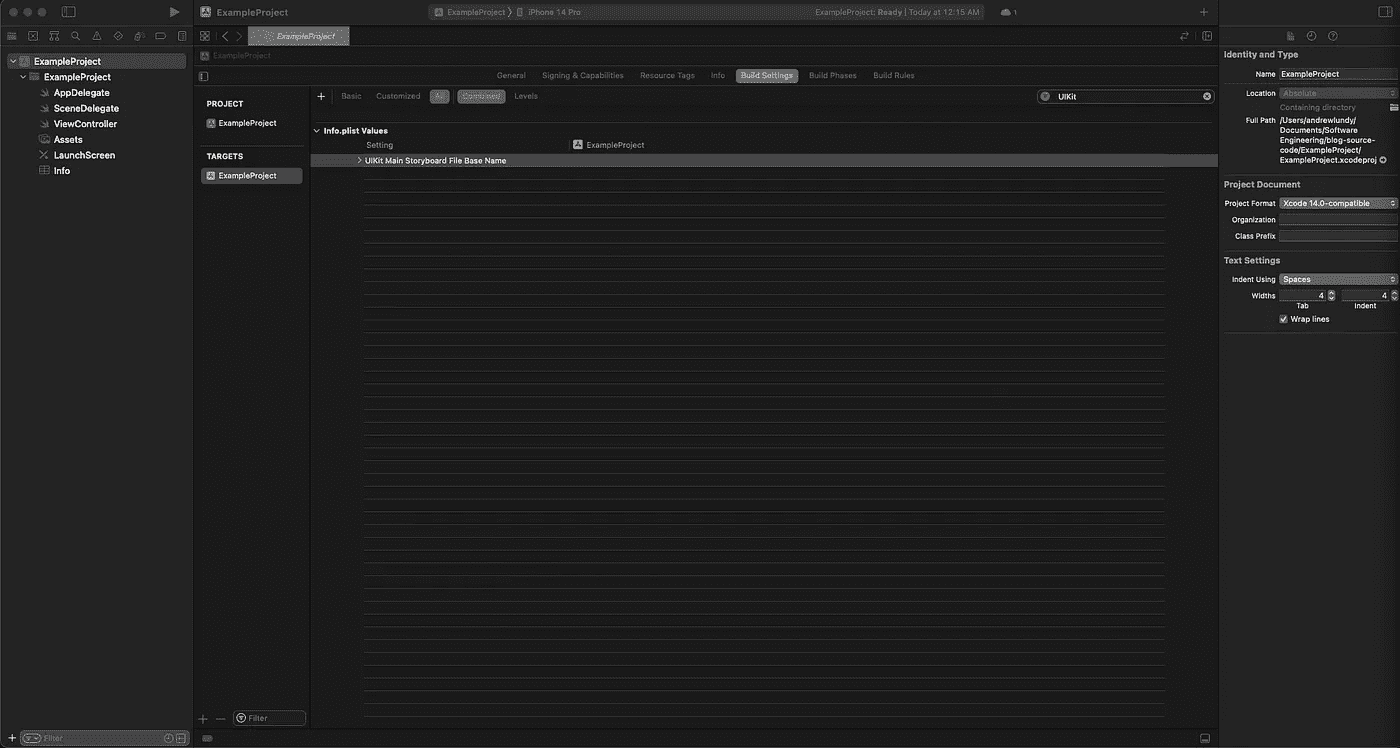 ExampleProject
ExampleProject
iPhone 14 Pro
ExampleProject: Ready | Today at 12:15 AM
1
ExampleProject
ExampleProject
ExampleProject
ExampleProject
AppDelegate
SceneDelegate
ViewController
Assets
LaunchScreen
Info
Filter
General
Signing & Capabilities
Resource Tags
Info
Build Settings
Build Phases
Build Rules
PROJECT
ExampleProject
TARGETS
ExampleProject
Filter
Basic
Customized
All
Combined
Levels
UIKit
Info.plist Values
Setting
ExampleProject
UIKit Main Storyboard File Base Name
Identity and Type
Name ExampleProject
Location Absolute
Containing directory
Full Path /Users/andrewlundy/
Documents/Software
Engineering/blog-source-
code/ExampleProject/
ExampleProject.xcodeproj
Project Document
Project Format Xcode 14.0-compatible
Organization
Class Prefix
Text Settings
Indent Using Spaces
Widths 4 4
Tab Indent
Wrap lines